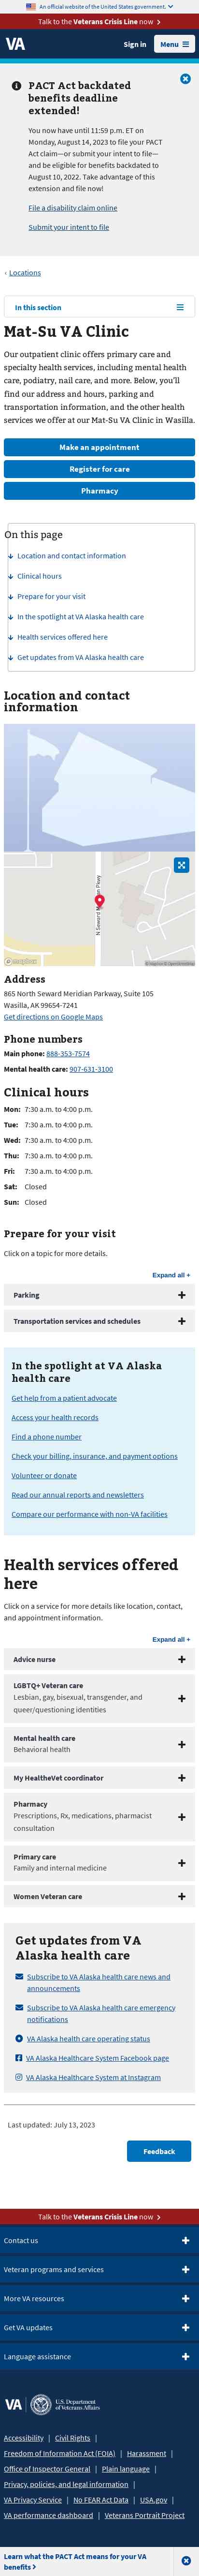 An official website of the United States government.
Talk to the Veterans Crisis Line now
VA
Sign in
Menu
PACT Act backdated
benefits deadline
extended!
You now have until 11:59 p.m. ET on
Monday, August 14, 2023 to file your PACT
Act claim—or submit your intent to file—
and be eligible for benefits backdated to
August 10, 2022. Take advantage of this
extension and file now!
File a disability claim online
Submit your intent to file
‹ Locations
In this section
Mat-Su VA Clinic
Our outpatient clinic offers primary care and
specialty health services, including mental health
care, podiatry, nail care, and more. Below, you'll
find our address and hours, parking and
transportation information, and the other health
services we offer at our Mat-Su VA Clinic in Wasilla.
Make an appointment
Register for care
Pharmacy
On this page
Location and contact information
Clinical hours
Prepare for your visit
In the spotlight at VA Alaska health care
Health services offered here
Get updates from VA Alaska health care
Location and contact
information
mapbox
Address
865 North Seward Meridian Parkway, Suite 105
Wasilla, AK 99654-7241
Get directions on Google Maps
Phone numbers
Main phone: 888-353-7574
Mental health care: 907-631-3100
Clinical hours
Mon: 7:30 a.m. to 4:00 p.m.
Tue: 7:30 a.m. to 4:00 p.m.
Wed: 7:30 a.m. to 4:00 p.m.
Thu: 7:30 a.m. to 4:00 p.m.
Fri: 7:30 a.m. to 4:00 p.m.
Sat: Closed
Sun: Closed
Prepare for your visit
Click on a topic for more details.
Expand all +
Parking
Transportation services and schedules
In the spotlight at VA Alaska
health care
Get help from a patient advocate
Access your health records
Find a phone number
Check your billing, insurance, and payment options
Volunteer or donate
Read our annual reports and newsletters
Compare our performance with non-VA facilities
Health services offered
here
Click on a service for more details like location, contact,
and appointment information.
Expand all +
Advice nurse
LGBTQ+ Veteran care
Lesbian, gay, bisexual, transgender, and
queer/questioning identities
Mental health care
Behavioral health
My HealtheVet coordinator
Pharmacy
Prescriptions, Rx, medications, pharmacist
consultation
Primary care
Family and internal medicine
Women Veteran care
Get updates from VA
Alaska health care
Subscribe to VA Alaska health care news and
announcements
Subscribe to VA Alaska health care emergency
notifications
VA Alaska health care operating status
VA Alaska Healthcare System Facebook page
VA Alaska Healthcare System at Instagram
Last updated: July 13, 2023
Feedback
Talk to the Veterans Crisis Line now
Contact us
Veteran programs and services
More VA resources
Get VA updates
Language assistance
VA
U.S. Department
of Veterans Affairs
Accessibility | Civil Rights |
Freedom of Information Act (FOIA) | Harassment |
Office of Inspector General | Plain language |
Privacy, policies, and legal information |
VA Privacy Service | No FEAR Act Data | USA.gov |
VA performance dashboard | Veterans Portrait Project
Learn what the PACT Act means for your VA
benefits